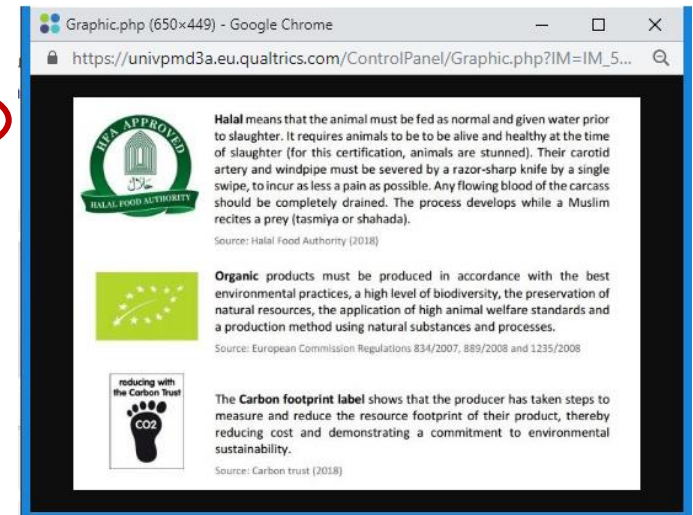 Graphic.php (650×449) - Google Chrome
https://univpmd3a.eu.qualtrics.com/ControlPanel/Graphic.php?IM=IM_5...
HFA APPROVED
حلال
HALAL FOOD AUTHORITY
Halal means that the animal must be fed as normal and given water prior
to slaughter. It requires animals to be to be alive and healthy at the time
of slaughter (for this certification, animals are stunned). Their carotid
artery and windpipe must be severed by a razor-sharp knife by a single
swipe, to incur as less a pain as possible. Any flowing blood of the carcass
should be completely drained. The process develops while a Muslim
recites a prey (tasmiya or shahada).
Source: Halal Food Authority (2018)
Organic products must be produced in accordance with the best
environmental practices, a high level of biodiversity, the preservation of
natural resources, the application of high animal welfare standards and
a production method using natural substances and processes.
Source: European Commission Regulations 834/2007, 889/2008 and 1235/2008
reducing with
the Carbon Trust
CO2
The Carbon footprint label shows that the producer has taken steps to
measure and reduce the resource footprint of their product, thereby
reducing cost and demonstrating a commitment to environmental
sustainability.
Source: Carbon trust (2018)